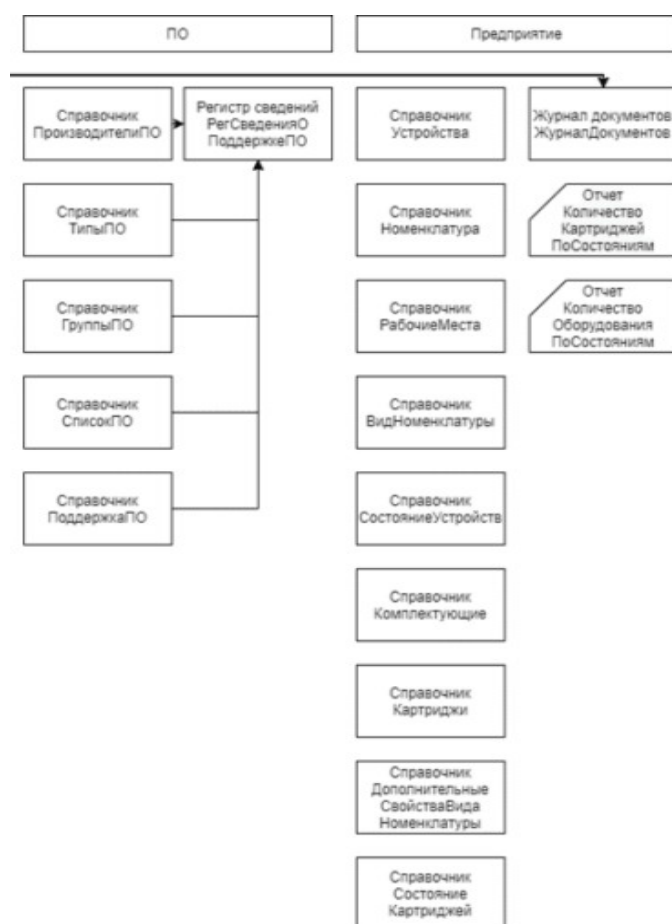 ПО
Предприятие
Справочник
ПроизводителиПО
Регистр сведений
РегСведенияО
ПоддержкеПО
Справочник
Устройства
Журнал документов
ЖурналДокументов
Справочник
ТипыПО
Справочник
Номенклатура
Отчет
Количество
Картриджей
ПоСостояниям
Справочник
ГруппыПО
Справочник
РабочиеМеста
Отчет
Количество
Оборудования
ПоСостояниям
Справочник
СписокПО
Справочник
ВидНоменклатуры
Справочник
ПоддержкаПО
Справочник
СостояниеУстройств
Справочник
Комплектующие
Справочник
Картриджи
Справочник
Дополнительные
СвойстваВида
Номенклатуры
Справочник
Состояние
Картриджей